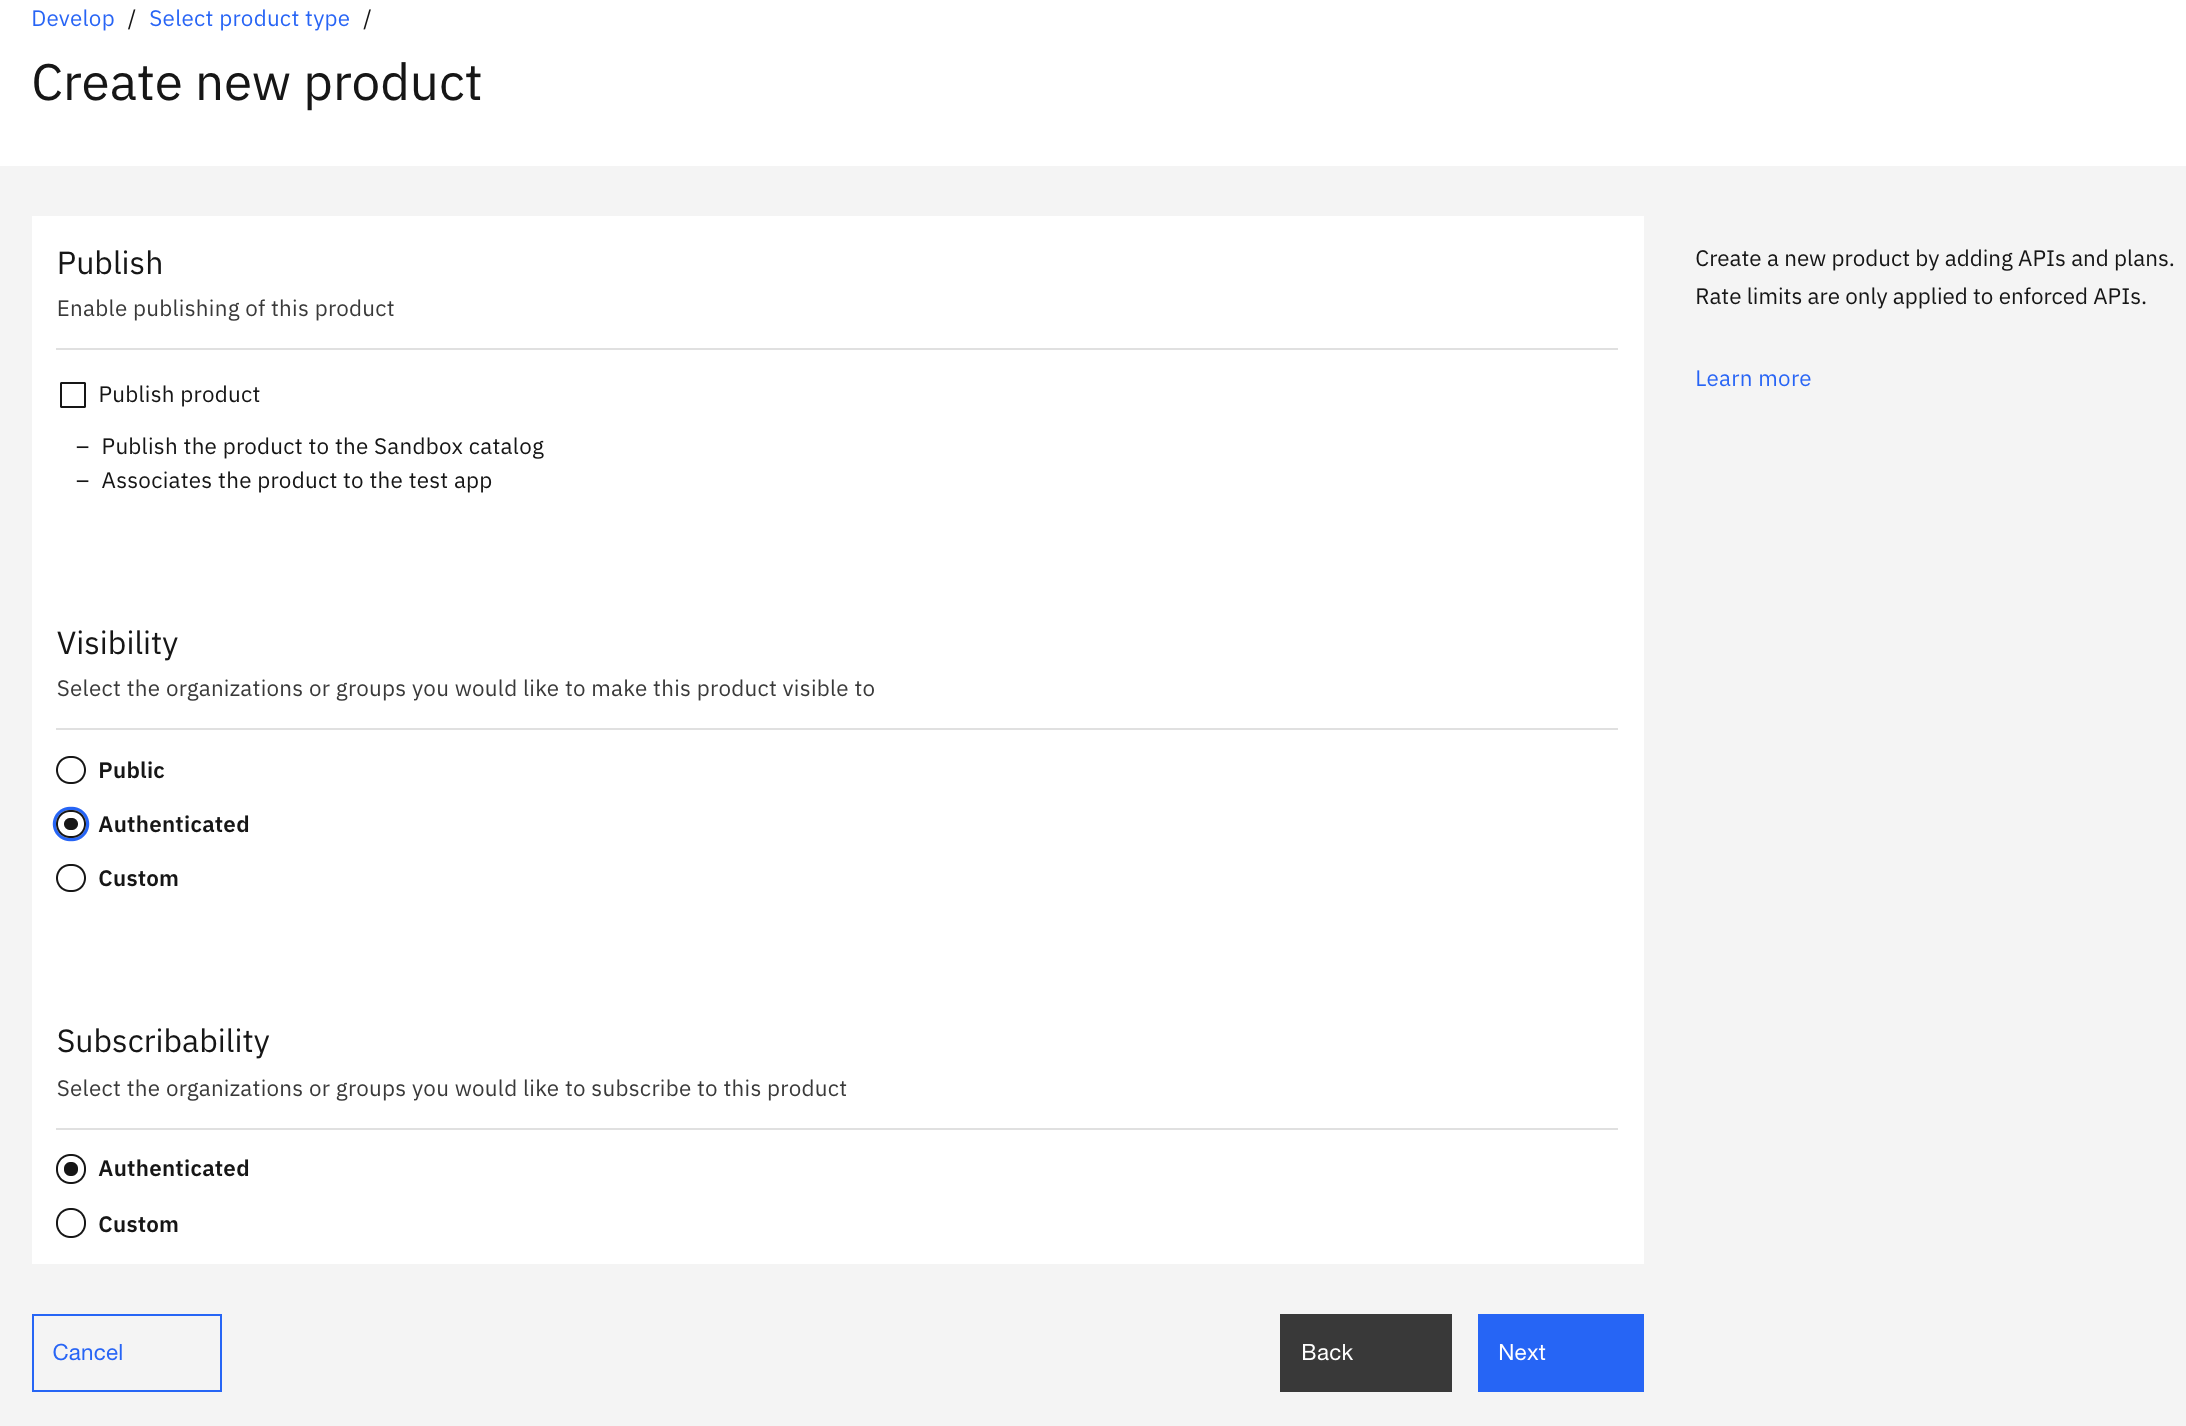 Develop / Select product type /
Create new product
Publish
Enable publishing of this product
Publish product
– Publish the product to the Sandbox catalog
– Associates the product to the test app
Visibility
Select the organizations or groups you would like to make this product visible to
Public
Authenticated
Custom
Subscribability
Select the organizations or groups you would like to subscribe to this product
Authenticated
Custom
Cancel
Back
Next
Create a new product by adding APIs and plans.
Rate limits are only applied to enforced APIs.
Learn more